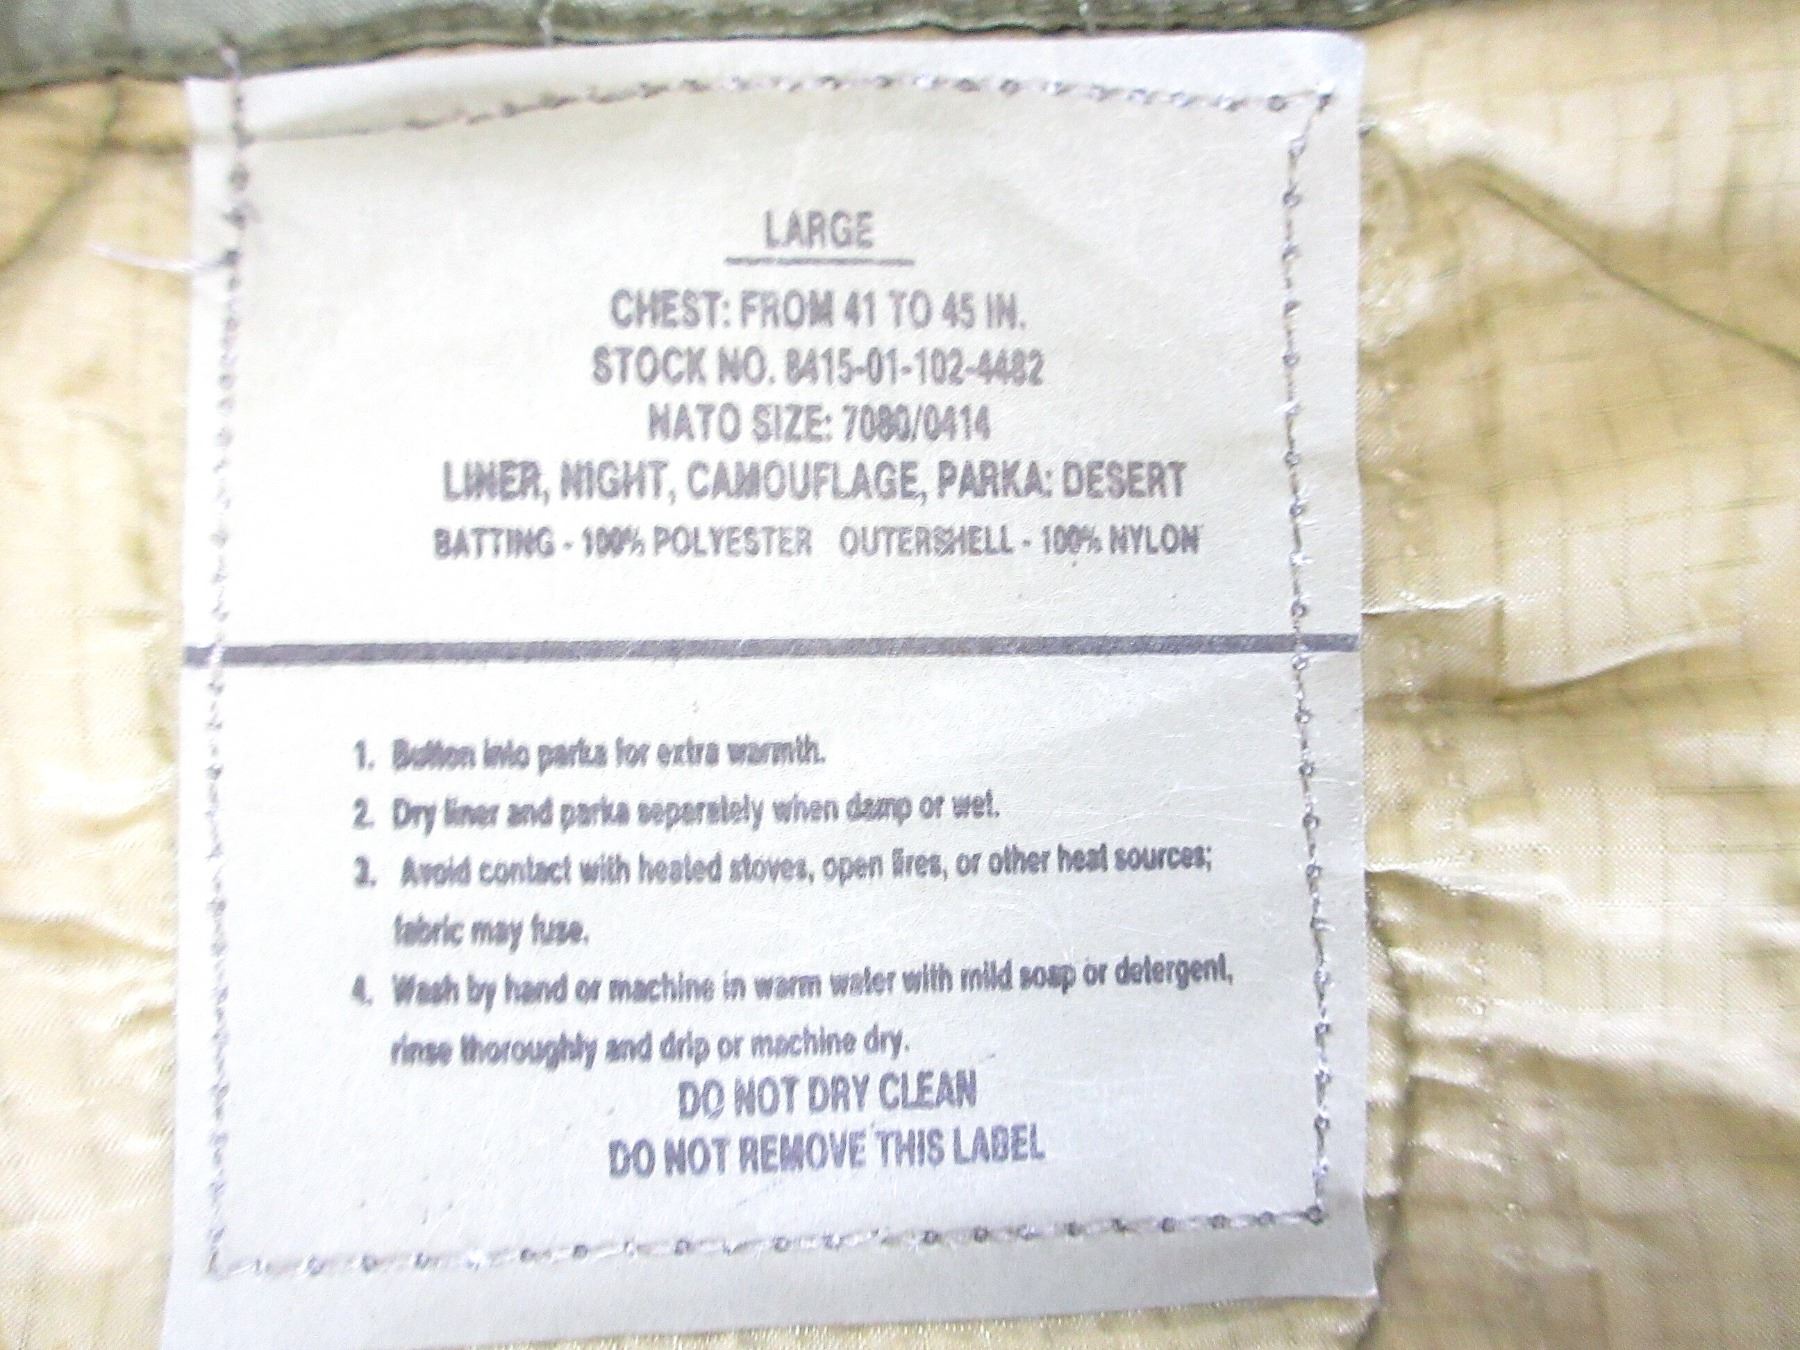 LARGE
CHEST: FROM 41 TO 45 IN.
STOCK NO. 8415-01-102-4482
NATO SIZE: 7080/0414
LINER, NIGHT, CAMOUFLAGE, PARKA: DESERT
BATTING - 100% POLYESTER OUTERSHELL - 100% NYLON
1. Button into parka for extra warmth.
2. Dry liner and parka seperately when damp or wet.
3. Avoid contact with heated stoves, open fires, or other heat sources;
fabric may fuse.
4. Wash by hand or machine in warm water with mild soap or detergent,
rinse thoroughly and drip or machine dry.
DO NOT DRY CLEAN
DO NOT REMOVE THIS LABEL